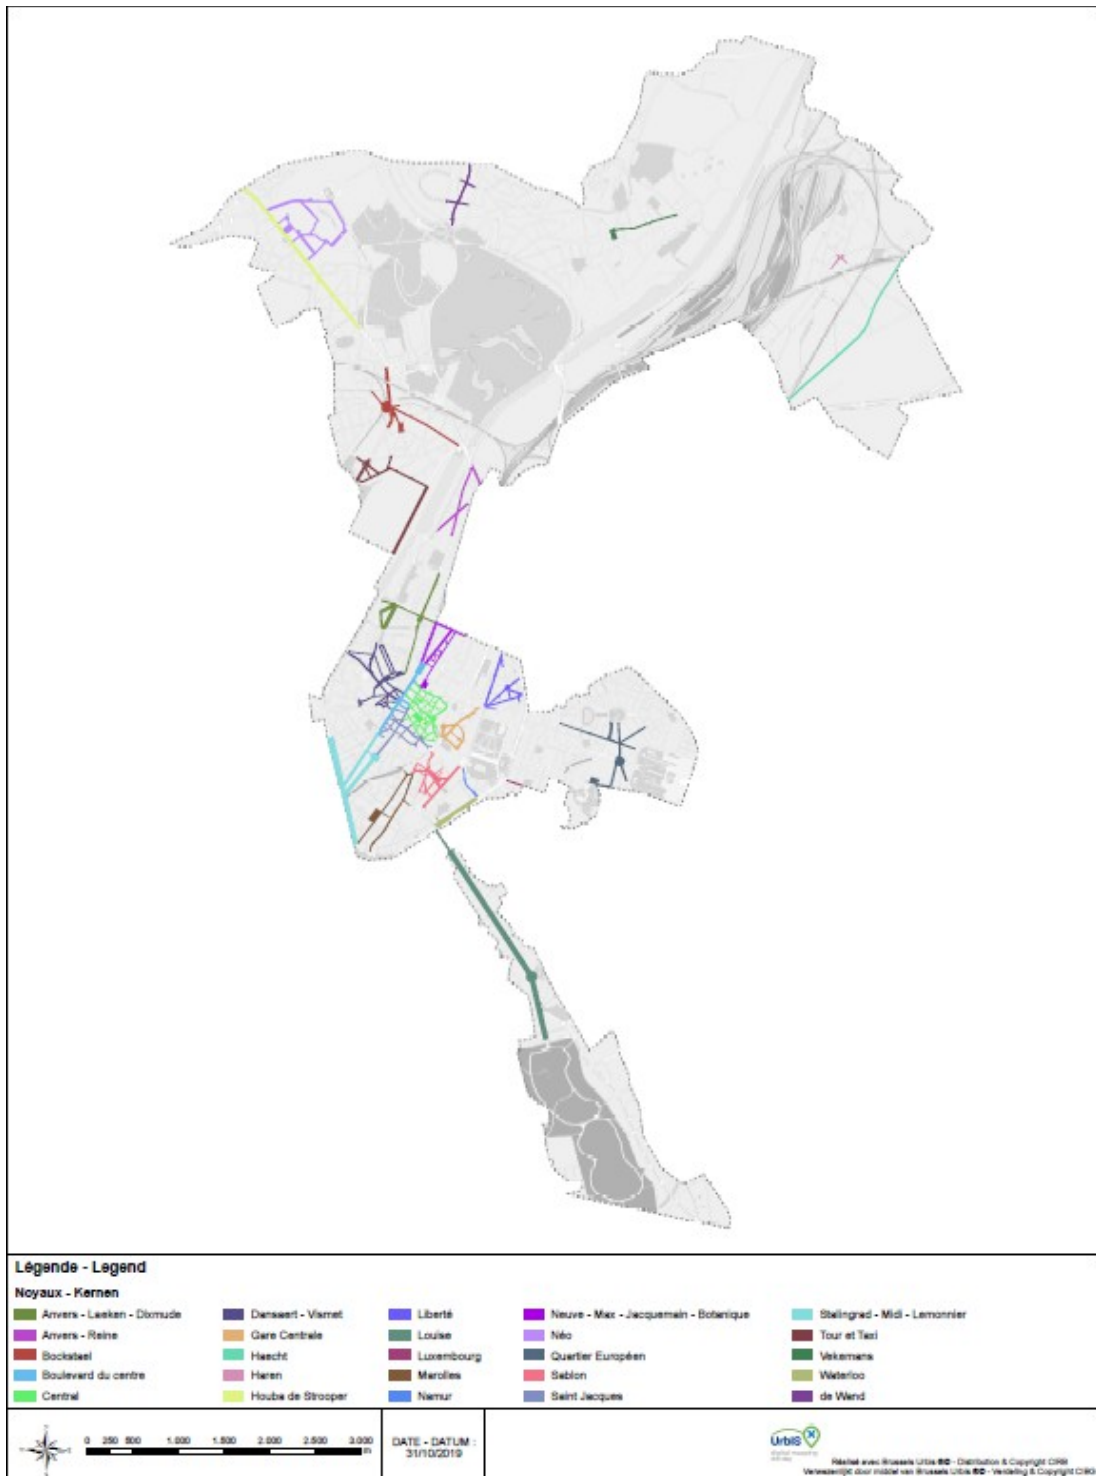 Légende - Legend
Noyaux - Kernen
Anvers - Laeken - Dixmude
Anvers - Reine
Bockstael
Boulevard du centre
Central
Dansaert - Vismet
Gare Centrale
Haecht
Haren
Houba de Strooper
Liberté
Louise
Luxembourg
Marolles
Namur
Neuve - Max - Jacquemain - Botanique
Néo
Quartier Européen
Sablon
Saint Jacques
Stalingrad - Midi - Lemonnier
Tour et Taxi
Vekemans
Waterloo
de Wand
0 250 500 1.000 1.500 2.000 2.500 3.000
m
DATE - DATUM :
31/10/2019
UrbIS
Réalisé avec Brussels UrbIS ®© - Distribution & Copyright CIRB
Verwezenlijkt door middel van Brussels UrbIS ®© - Verdeling & Copyright CIBG